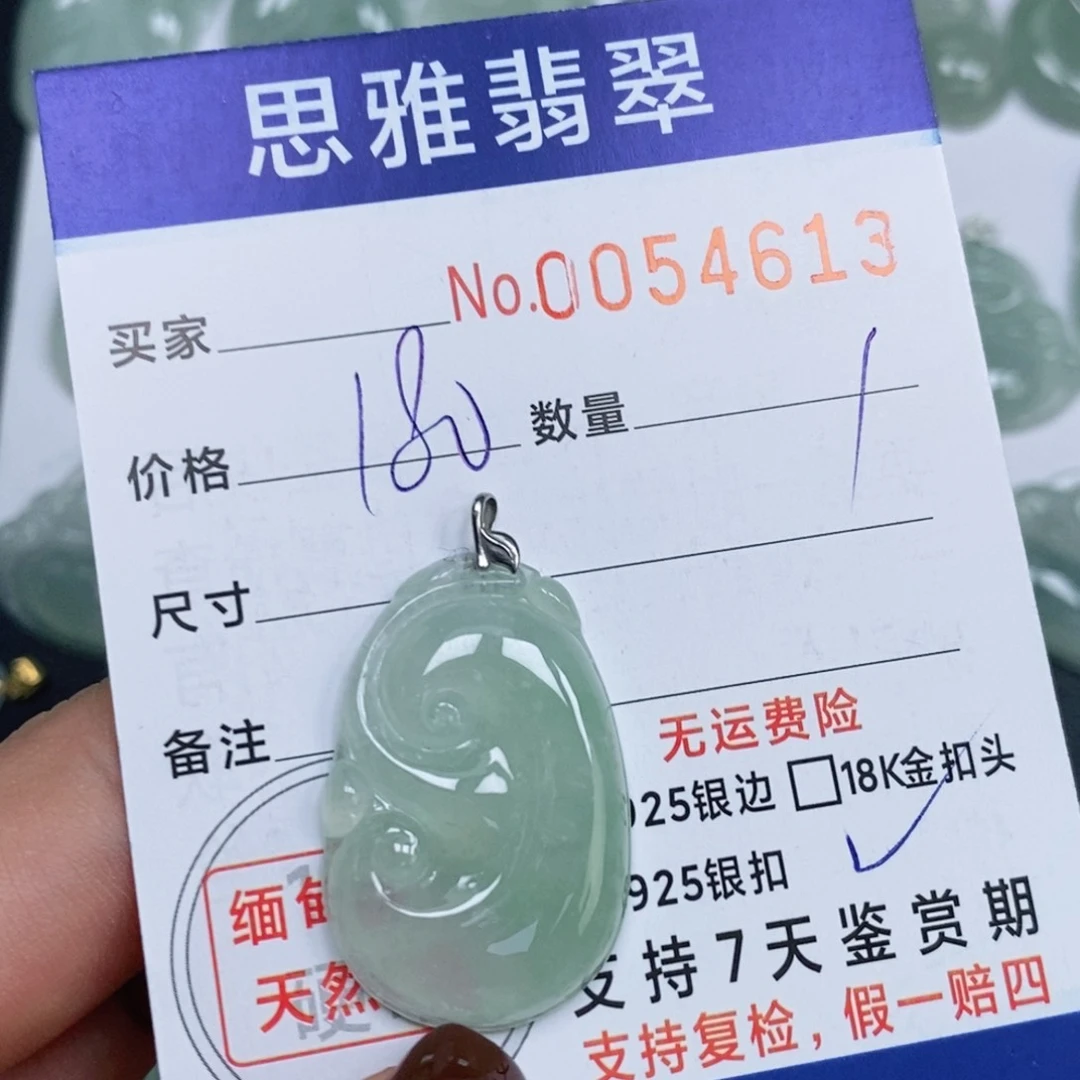 思雅翡翠
No.0054613
买家
价格 180 数量 1
尺寸
备注
无运费险
925银边 □18K金扣头
925银扣 ✓
缅甸
天然
支持7天鉴赏期
支持复检，假一赔四